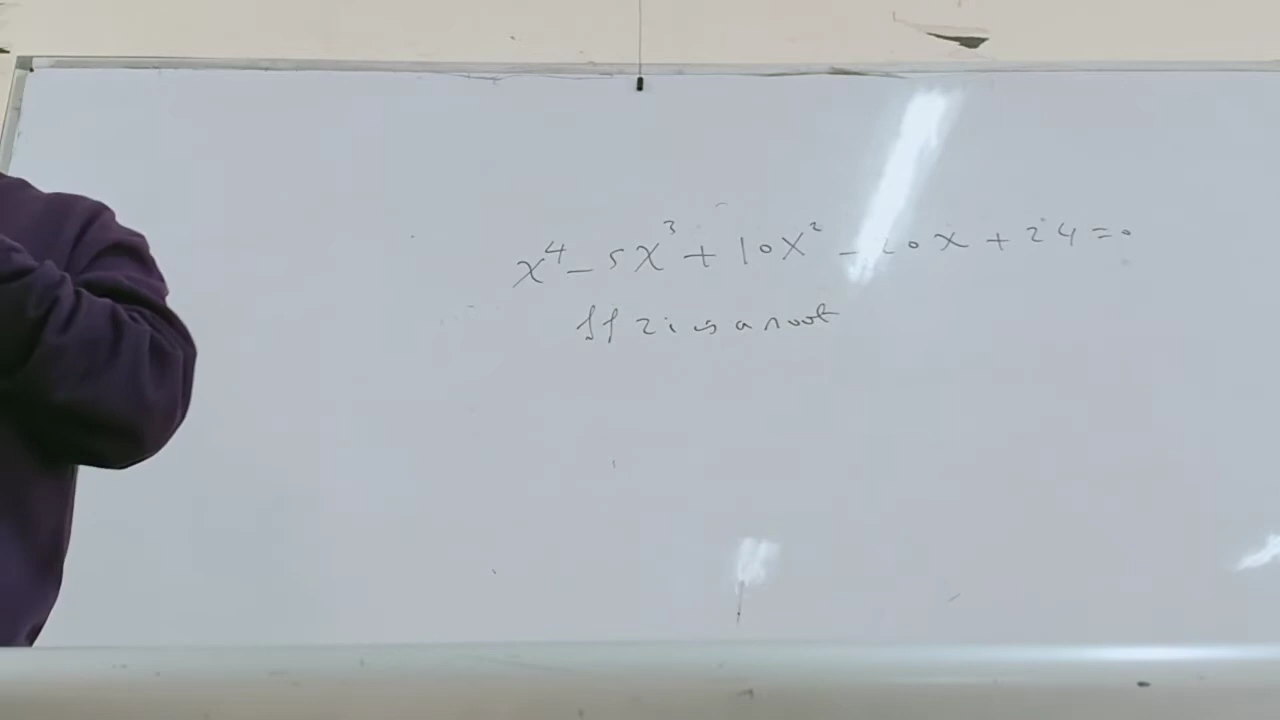 x⁴ - 5x³ + 10x² - 20x + 24 = 0
If 2i is a root